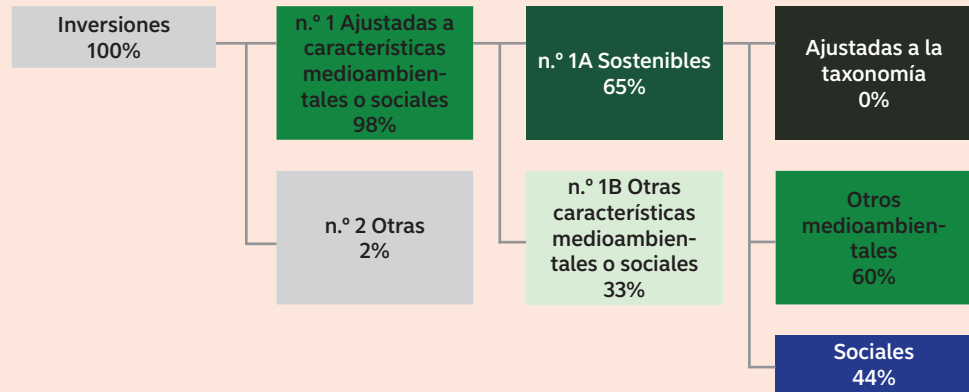 Inversiones
100%
n.º 1 Ajustadas a
características
medioambien-
tales o sociales
98%
n.º 1A Sostenibles
65%
Ajustadas a la
taxonomía
0%
n.º 2 Otras
2%
n.º 1B Otras
características
medioambien-
tales o sociales
33%
Otros
medioambien-
tales
60%
Sociales
44%